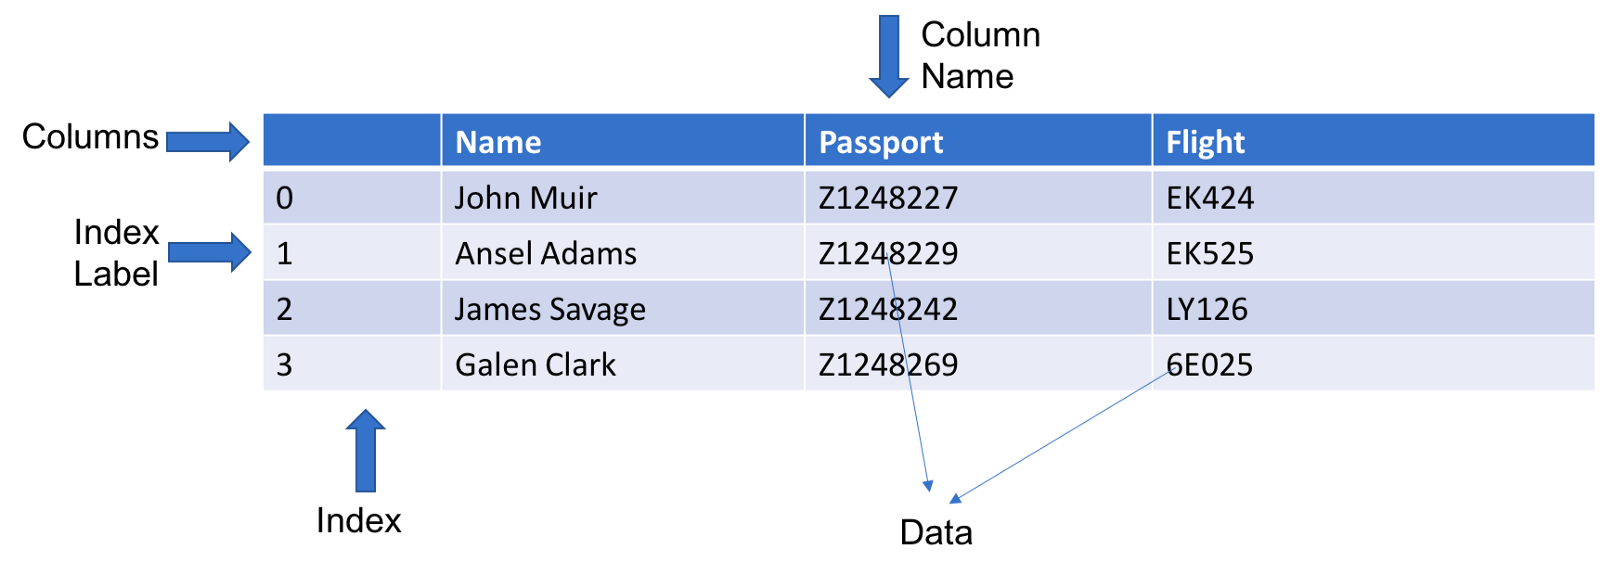 Column
Name
Columns
Name Passport Flight
0 John Muir Z1248227 EK424
Index
Label
1 Ansel Adams Z1248229 EK525
2 James Savage Z1248242 LY126
3 Galen Clark Z1248269 6E025
Index
Data